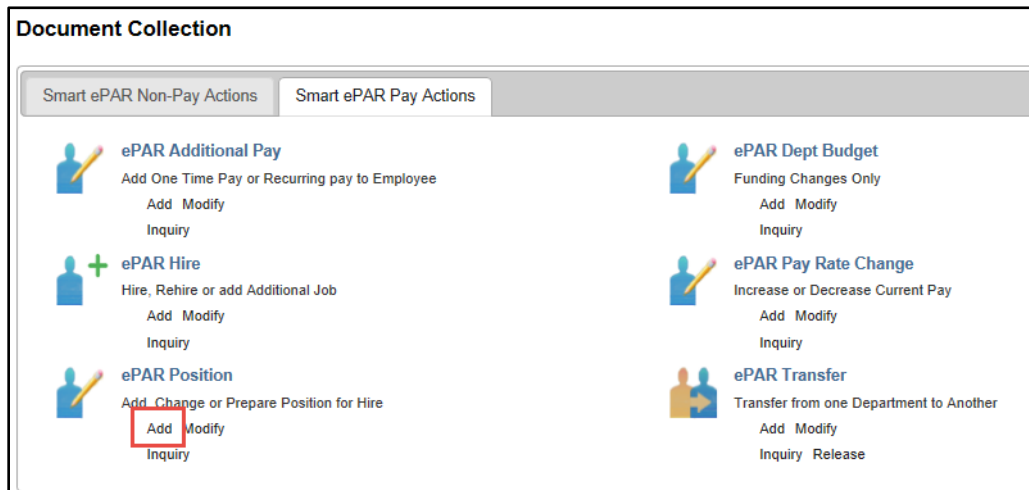 Document Collection
Smart ePAR Non-Pay Actions
Smart ePAR Pay Actions
ePAR Additional Pay
Add One Time Pay or Recurring pay to Employee
Add Modify
Inquiry
ePAR Hire
Hire, Rehire or add Additional Job
Add Modify
Inquiry
ePAR Position
Add, Change or Prepare Position for Hire
Add Modify
Inquiry
ePAR Dept Budget
Funding Changes Only
Add Modify
Inquiry
ePAR Pay Rate Change
Increase or Decrease Current Pay
Add Modify
Inquiry
ePAR Transfer
Transfer from one Department to Another
Add Modify
Inquiry Release